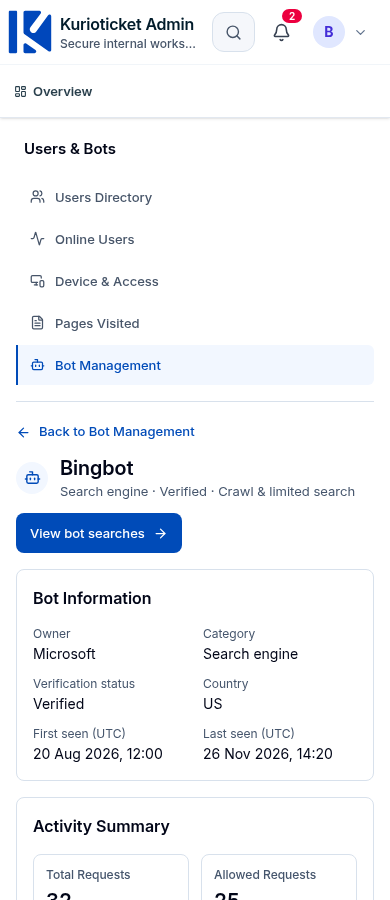 Kurioticket Admin
Secure internal works...
2
B
Overview
Users & Bots
Users Directory
Online Users
Device & Access
Pages Visited
Bot Management
Back to Bot Management
Bingbot
Search engine · Verified · Crawl & limited search
View bot searches
Bot Information
Owner
Category
Microsoft
Search engine
Verification status
Country
Verified
US
First seen (UTC)
Last seen (UTC)
20 Aug 2026, 12:00
26 Nov 2026, 14:20
Activity Summary
Total Requests
Allowed Requests
32
25